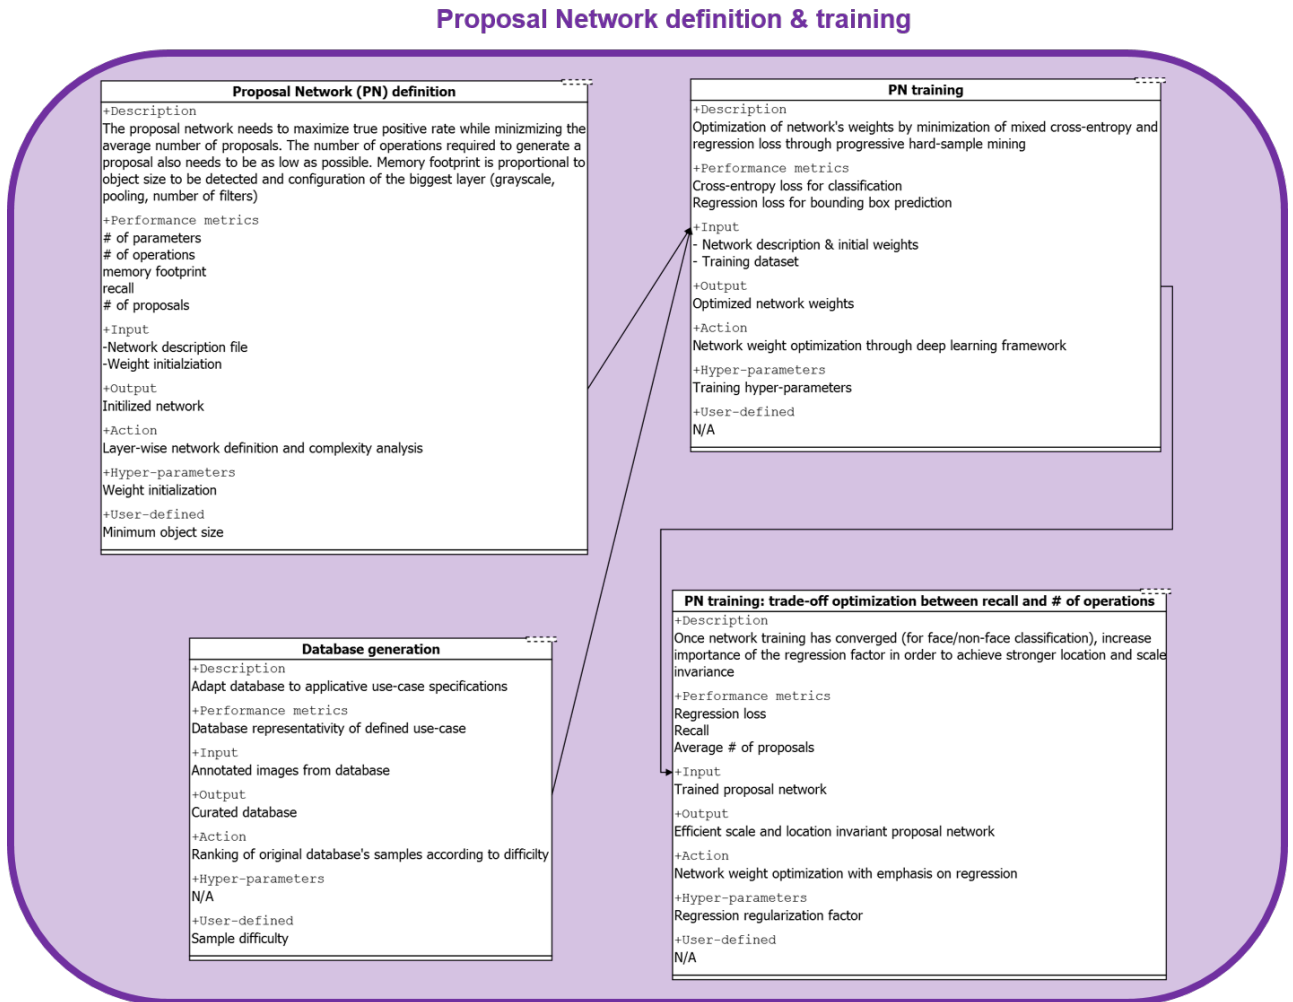 Proposal Network definition & training
Proposal Network (PN) definition
+Description
The proposal network needs to maximize true positive rate while minizmizing the
average number of proposals. The number of operations required to generate a
proposal also needs to be as low as possible. Memory footprint is proportional to
object size to be detected and configuration of the biggest layer (grayscale,
pooling, number of filters)
+Performance metrics
# of parameters
# of operations
memory footprint
recall
# of proposals
+Input
-Network description file
-Weight initialziation
+Output
Initilized network
+Action
Layer-wise network definition and complexity analysis
+Hyper-parameters
Weight initialization
+User-defined
Minimum object size
PN training
+Description
Optimization of network's weights by minimization of mixed cross-entropy and
regression loss through progressive hard-sample mining
+Performance metrics
Cross-entropy loss for classification
Regression loss for bounding box prediction
+Input
- Network description & initial weights
- Training dataset
+Output
Optimized network weights
+Action
Network weight optimization through deep learning framework
+Hyper-parameters
Training hyper-parameters
+User-defined
N/A
Database generation
+Description
Adapt database to applicative use-case specifications
+Performance metrics
Database representativity of defined use-case
+Input
Annotated images from database
+Output
Curated database
+Action
Ranking of original database's samples according to difficilty
+Hyper-parameters
N/A
+User-defined
Sample difficulty
PN training: trade-off optimization between recall and # of operations
+Description
Once network training has converged (for face/non-face classification), increase
importance of the regression factor in order to achieve stronger location and scale
invariance
+Performance metrics
Regression loss
Recall
Average # of proposals
+Input
Trained proposal network
+Output
Efficient scale and location invariant proposal network
+Action
Network weight optimization with emphasis on regression
+Hyper-parameters
Regression regularization factor
+User-defined
N/A